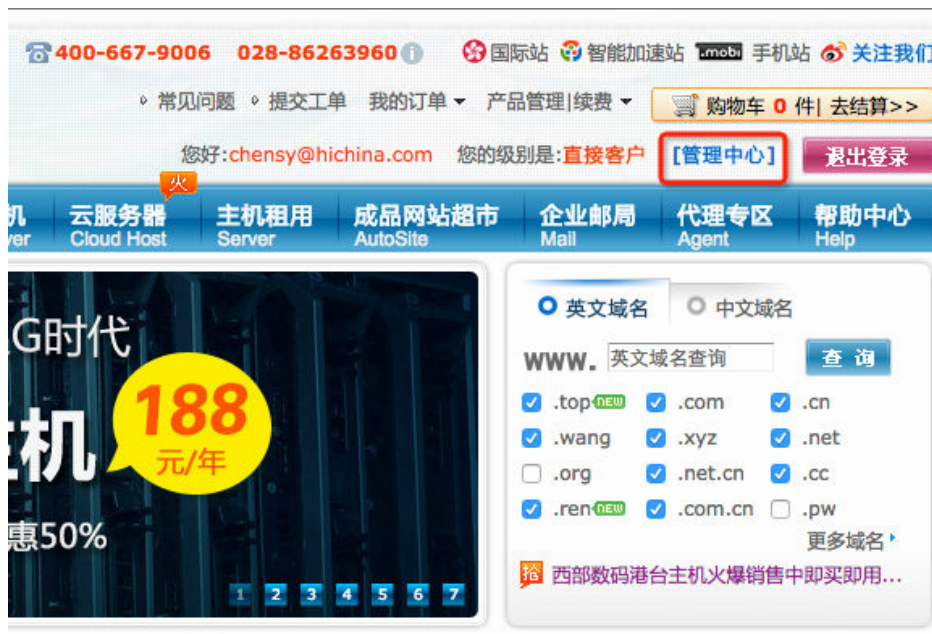 400-667-9006 028-86263960 国际站 智能加速站 .mobi 手机站 关注我们
常见问题 提交工单 我的订单 产品管理|续费 购物车 0 件| 去结算>>
您好:chensy@hichina.com 您的级别是:直接客户 [管理中心] 退出登录
火
机 云服务器 主机租用 成品网站超市 企业邮局 代理专区 帮助中心
ver Cloud Host Server AutoSite Mail Agent Help
G时代
主机
188
元/年
惠50%
1 2 3 4 5 6 7
英文域名 中文域名
www. 英文域名查询 查 询
.top NEW .com .cn
.wang .xyz .net
.org .net.cn .cc
.ren NEW .com.cn .pw
更多域名
拾 西部数码港台主机火爆销售中即买即用...